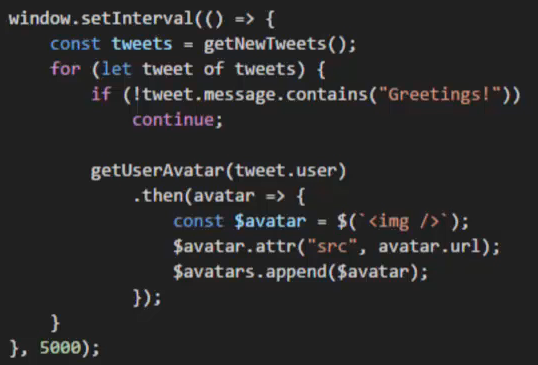 window.setInterval(() => {
    const tweets = getNewTweets();
    for (let tweet of tweets) {
        if (!tweet.message.contains("Greetings!"))
            continue;

        getUserAvatar(tweet.user)
            .then(avatar => {
                const $avatar = $(`<img />`);
                $avatar.attr("src", avatar.url);
                $avatars.append($avatar);
            });
    }
}, 5000);